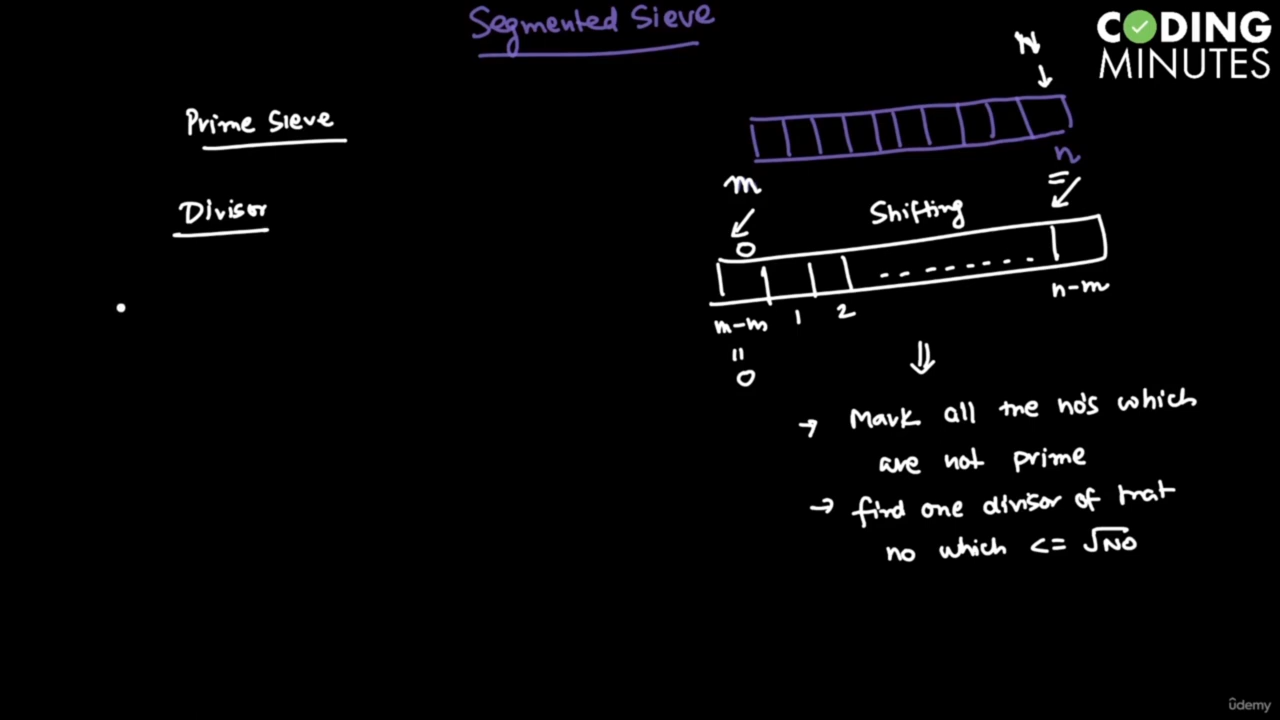 Segmented Sieve
CODING
MINUTES
N
Prime Sieve
n
m
=
Divisor
Shifting
0
n-m
m-m 1 2
=
0
→ Mark all the no's which
are not prime
→ find one divisor of that
no which <= √No
ûdemy